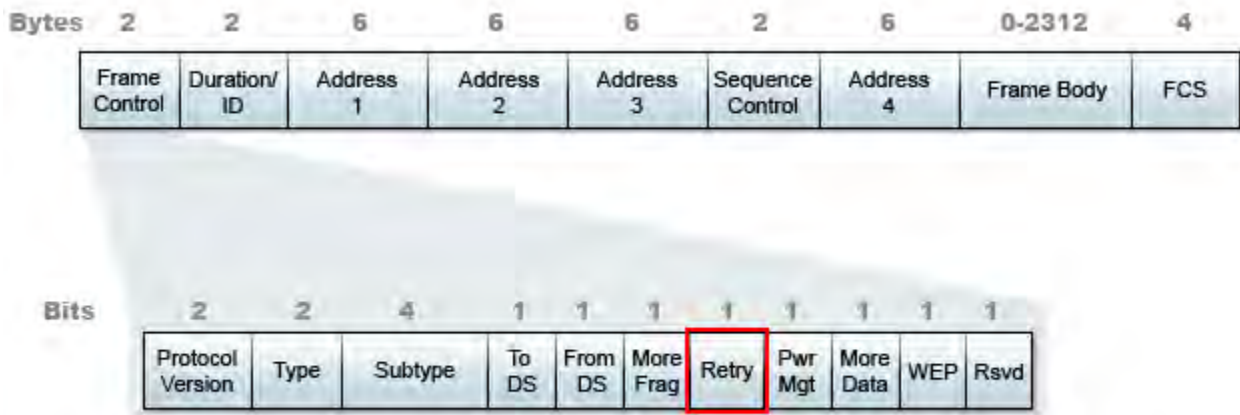 Bytes 2 2 6 6 6 2 6 0-2312 4
Frame Control Duration/ ID Address 1 Address 2 Address 3 Sequence Control Address 4 Frame Body FCS
Bits 2 2 4 1 1 1 1 1 1 1 1
Protocol Version Type Subtype To DS From DS More Frag Retry Pwr Mgt More Data WEP Rsvd